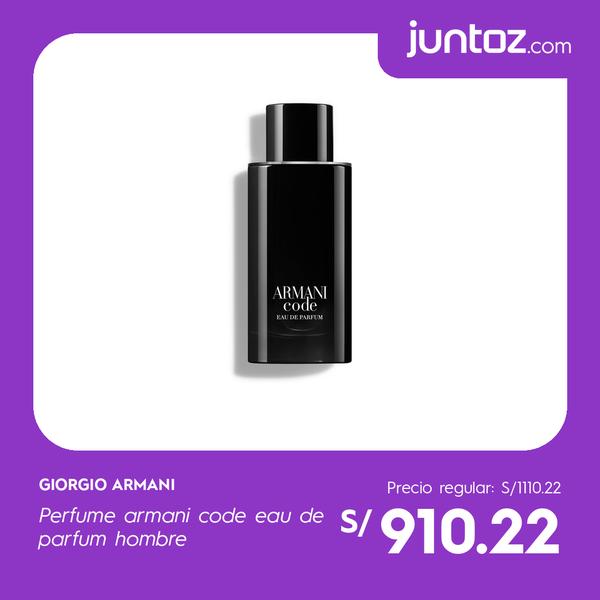 juntoz.com
ARMANI
code
EAU DE PARFUM
GIORGIO ARMANI
Perfume armani code eau de
parfum hombre
Precio regular: S/1110.22
S/ 910.22